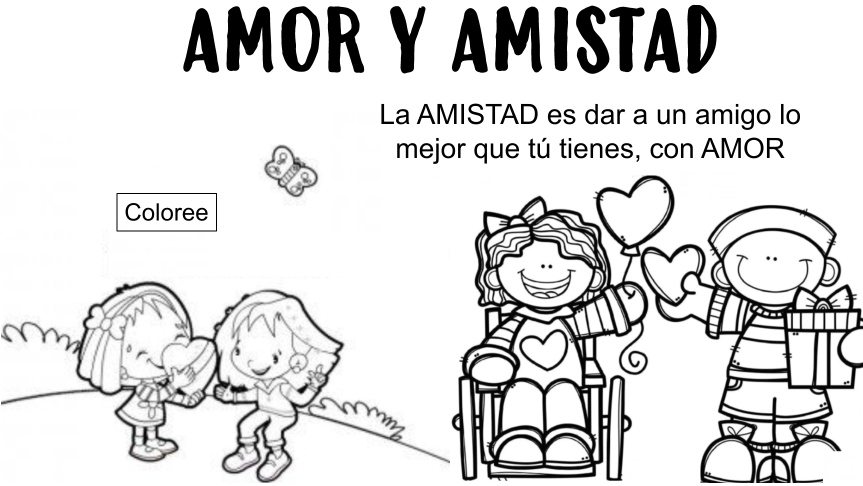 AMOR Y AMISTAD
La AMISTAD es dar a un amigo lo
mejor que tú tienes, con AMOR
Coloree